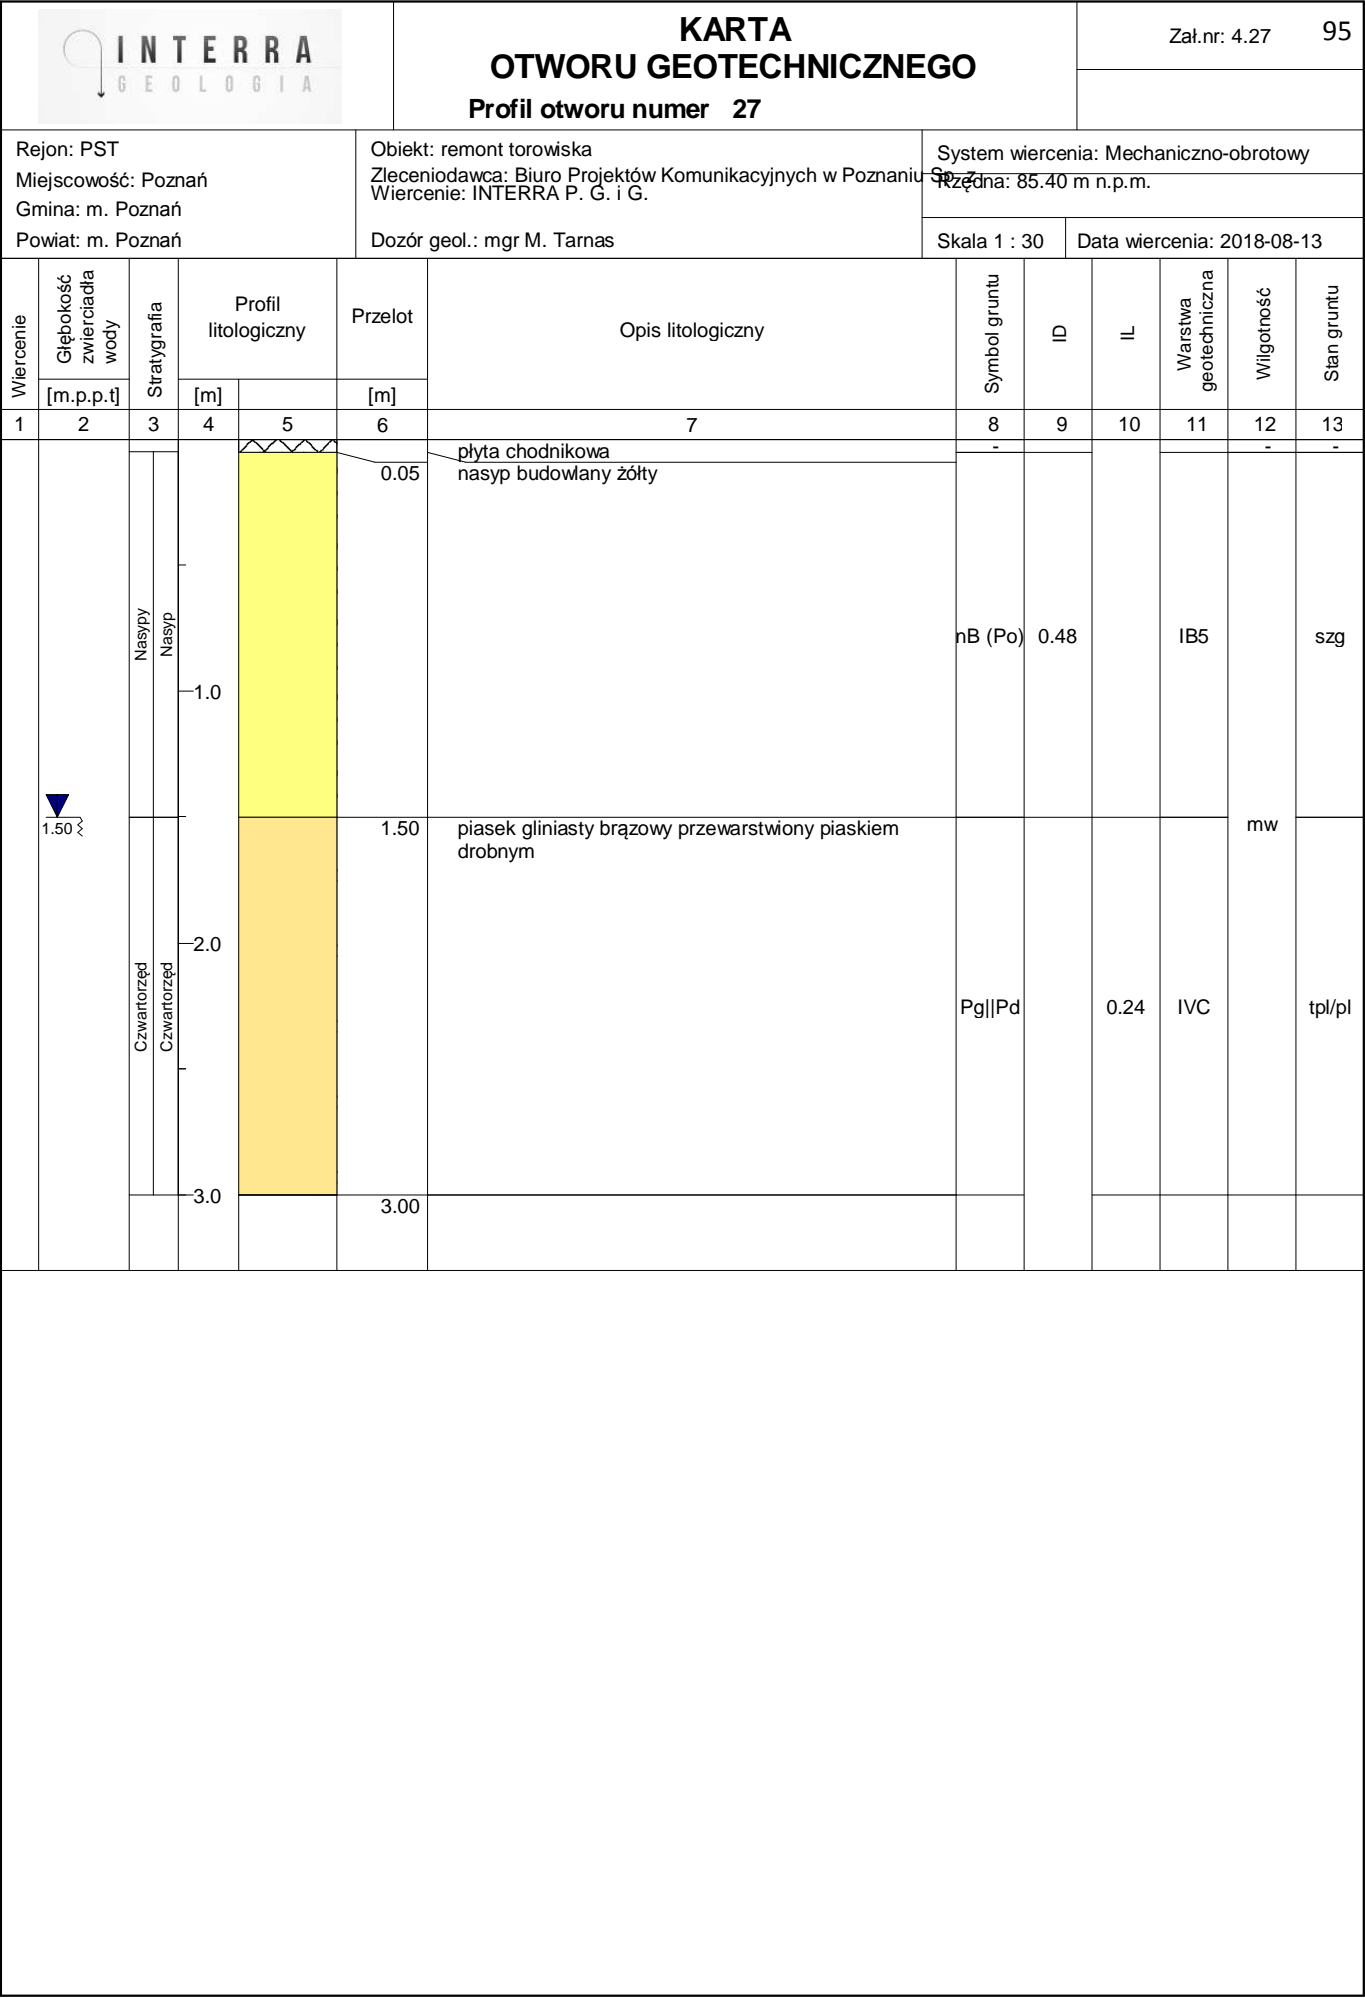 INTERRA
GEOLOGIA
KARTA
OTWORU GEOTECHNICZNEGO
Profil otworu numer 27
Zał.nr: 4.27
95
Rejon: PST
Miejscowość: Poznań
Gmina: m. Poznań
Powiat: m. Poznań
Obiekt: remont torowiska
Zleceniodawca: Biuro Projektów Komunikacyjnych w Poznaniu Sp. z
Wiercenie: INTERRA P. G. i G.
Dozór geol.: mgr M. Tarnas
System wiercenia: Mechaniczno-obrotowy
Rzędna: 85.40 m n.p.m.
Skala 1 : 30
Data wiercenia: 2018-08-13
Wiercenie
Głębokość
zwierciadła
wody
[m.p.p.t]
Stratygrafia
Profil
litologiczny
[m]
Przelot
[m]
Opis litologiczny
Symbol gruntu
ID
IL
Warstwa
geotechniczna
Wilgotność
Stan gruntu
1 2 3 4 5 6 7 8 9 10 11 12 13
płyta chodnikowa
- - -
0.05
nasyp budowlany żółty
Nasypy
Nasyp
nB (Po) 0.48 IB5 szg
1.0
1.50
1.50
piasek gliniasty brązowy przewarstwiony piaskiem
drobnym
mw
2.0
Czwartorzęd
Czwartorzęd
Pg||Pd 0.24 IVC tpl/pl
3.0
3.00